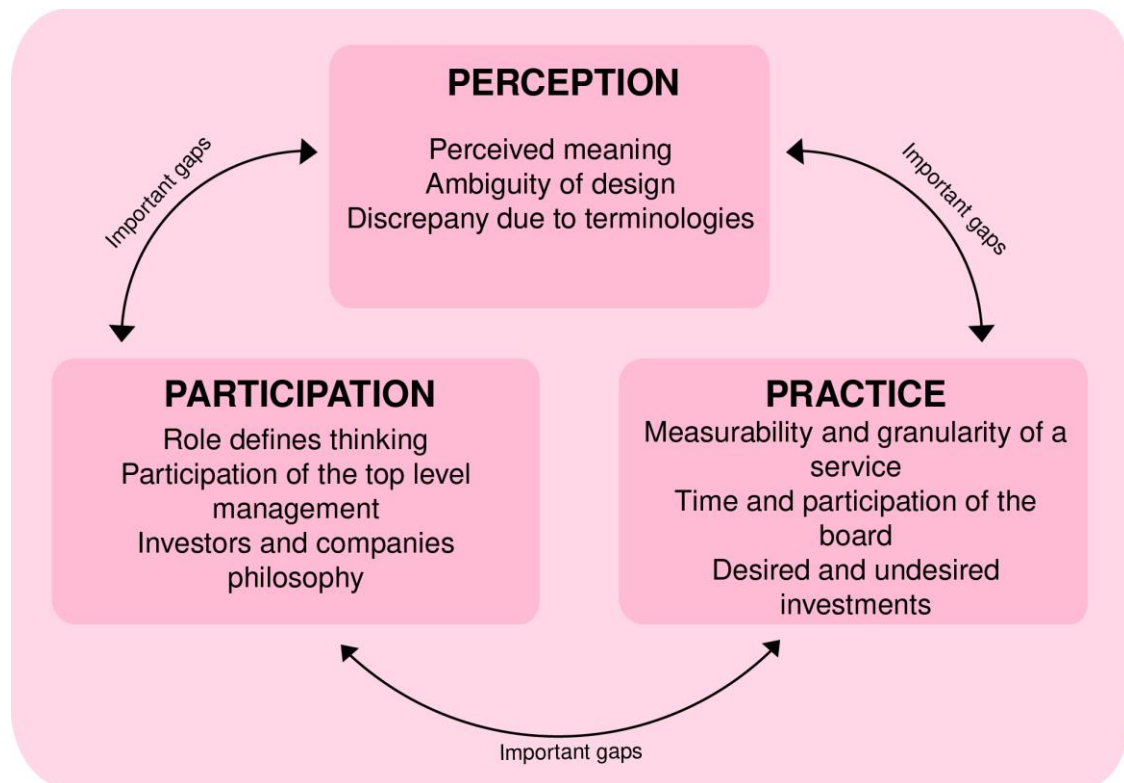 PERCEPTION
Perceived meaning
Ambiguity of design
Discrepany due to terminologies
Important gaps
Important gaps
PARTICIPATION
Role defines thinking
Participation of the top level
management
Investors and companies
philosophy
PRACTICE
Measurability and granularity of a
service
Time and participation of the
board
Desired and undesired
investments
Important gaps